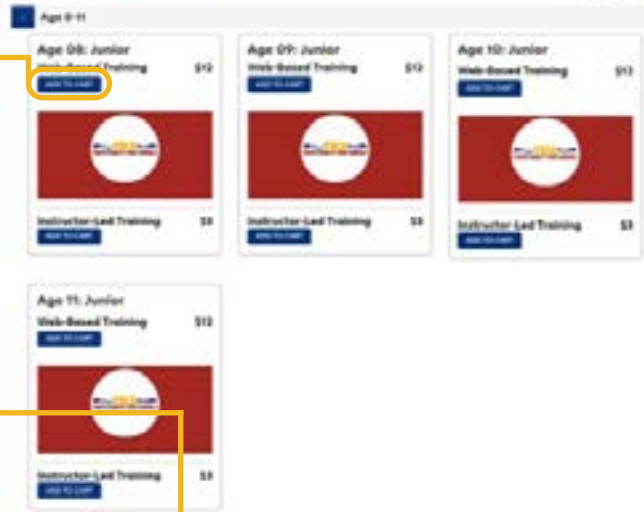 Age 8-11
Age 08: Junior
Web-Based Training $12
ADD TO CART
Instructor-Led Training $3
ADD TO CART
Age 09: Junior
Web-Based Training $12
ADD TO CART
Instructor-Led Training $3
ADD TO CART
Age 10: Junior
Web-Based Training $12
ADD TO CART
Instructor-Led Training $3
ADD TO CART
Age 11: Junior
Web-Based Training $12
ADD TO CART
Instructor-Led Training $3
ADD TO CART